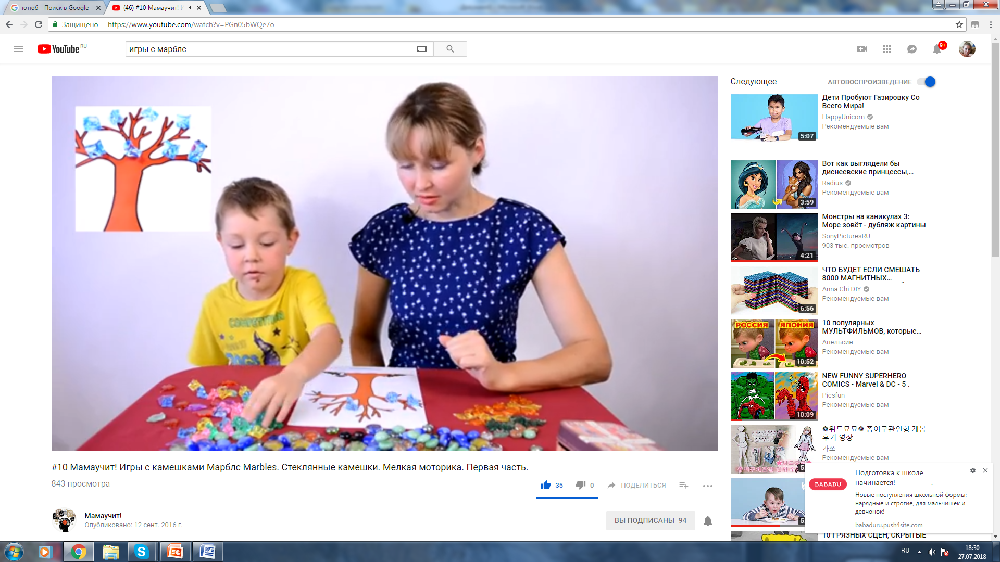 ютюб - Поиск в Google
(46) #10 Мамаучит!
Защищено
https://www.youtube.com/watch?v=PGn05bWQe7o
YouTube RU
игры с марблс
9+
Следующее
АВТОВОСПРОИЗВЕДЕНИЕ
Дети Пробуют Газировку Со
Всего Мира!
HappyUnicorn
Рекомендуемые вам
5:07
Вот как выглядели бы
диснеевские принцессы,...
Radius
Рекомендуемые вам
3:59
Монстры на каникулах 3:
Море зовёт - дубляж картины
SonyPicturesRU
903 тыс. просмотров
6+
4:21
ЧТО БУДЕТ ЕСЛИ СМЕШАТЬ
8000 МАГНИТНЫХ...
Anna Chi DIY
Рекомендуемые вам
6:56
10 популярных
МУЛЬТФИЛЬМОВ, которые...
Апельсин
Рекомендуемые вам
РОССИЯ
ЯПОНИЯ
10:52
NEW FUNNY SUPERHERO
COMICS - Marvel & DC - 5 .
Picsfun
Рекомендуемые вам
10:09
❁위드묘묘❁ 종이구관인형 개봉
후기 영상
가쏘
Рекомендуемые вам
#10 Мамаучит! Игры с камешками Марблс Marbles. Стеклянные камешки. Мелкая моторика. Первая часть.
843 просмотра
35
0
ПОДЕЛИТЬСЯ
Мамаучит!
Опубликовано: 12 сент. 2016 г.
ВЫ ПОДПИСАНЫ 94
BABADU
Подготовка к школе
начинается!
Новые поступления школьной формы:
нарядные и строгие, для мальчишек и
девчонок!
babaduru.push4site.com
10 ГРЯЗНЫХ СЦЕН, СКРЫТЫЕ
RU
18:30
27.07.2018